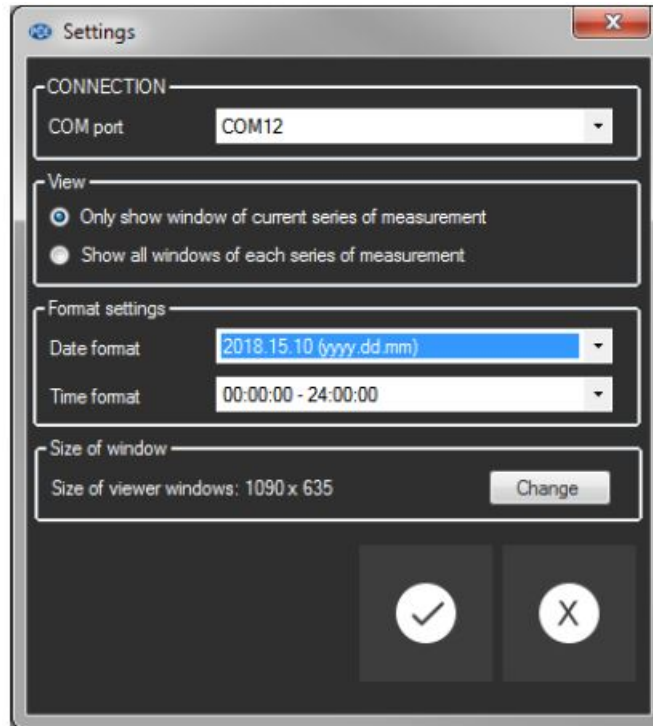 Settings
CONNECTION
COM port COM12
View
Only show window of current series of measurement
Show all windows of each series of measurement
Format settings
Date format 2018.15.10 (yyyy.dd.mm)
Time format 00:00:00 - 24:00:00
Size of window
Size of viewer windows: 1090 x 635 Change